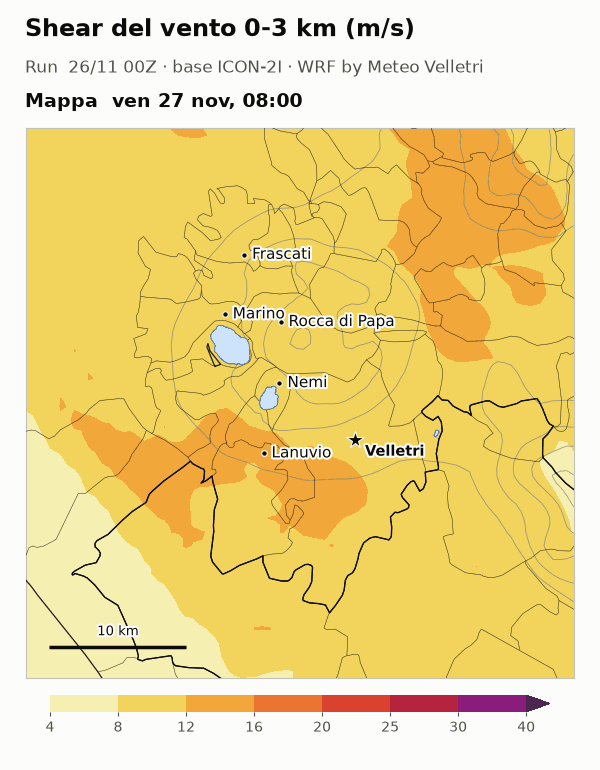 Shear del vento 0-3 km (m/s)
Run  26/11 00Z · base ICON-2I · WRF by Meteo Velletri
Mappa  ven 27 nov, 08:00
Frascati
Marino
Rocca di Papa
Nemi
Velletri
Lanuvio
10 km
4 8 12 16 20 25 30 40